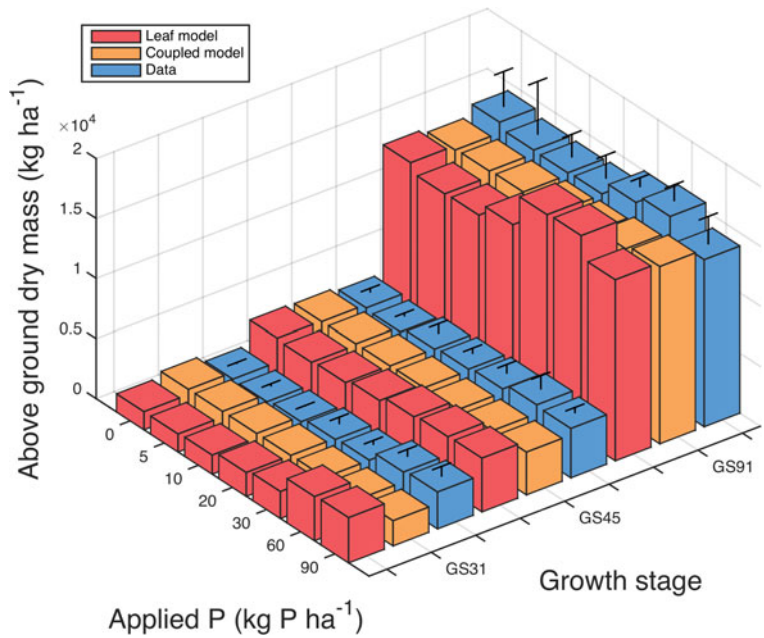 Leaf model
Coupled model
Data
Above ground dry mass (kg ha⁻¹)
×10⁴
2
1.5
1
0.5
0
0
5
10
20
30
60
90
Applied P (kg P ha⁻¹)
GS31
GS45
GS91
Growth stage